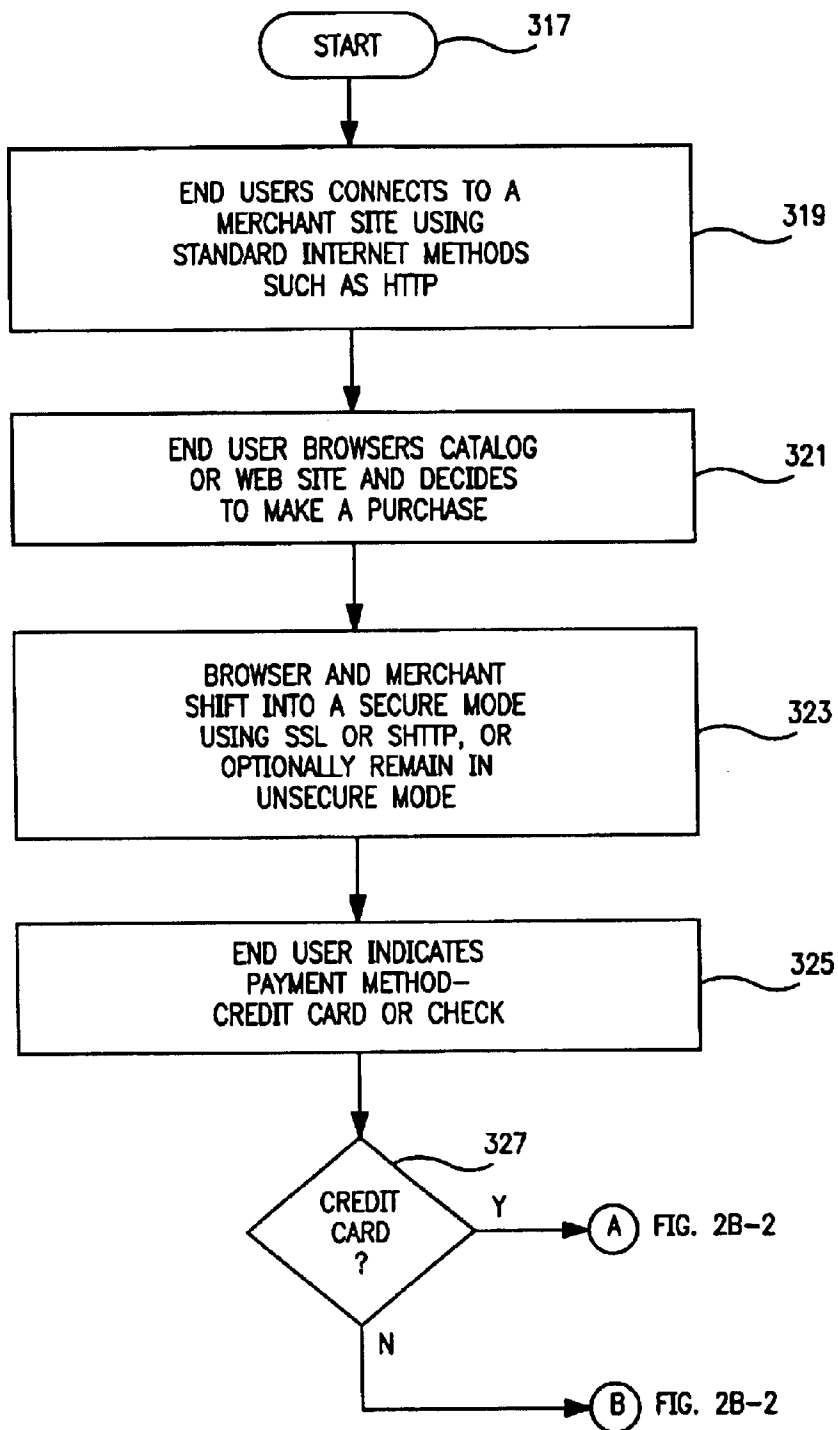 START
317
END USERS CONNECTS TO A
MERCHANT SITE USING
STANDARD INTERNET METHODS
SUCH AS HTTP
319
END USER BROWSERS CATALOG
OR WEB SITE AND DECIDES
TO MAKE A PURCHASE
321
BROWSER AND MERCHANT
SHIFT INTO A SECURE MODE
USING SSL OR SHTTP, OR
OPTIONALLY REMAIN IN
UNSECURE MODE
323
END USER INDICATES
PAYMENT METHOD–
CREDIT CARD OR CHECK
325
327
CREDIT
CARD
?
Y
A FIG. 2B-2
N
B FIG. 2B-2